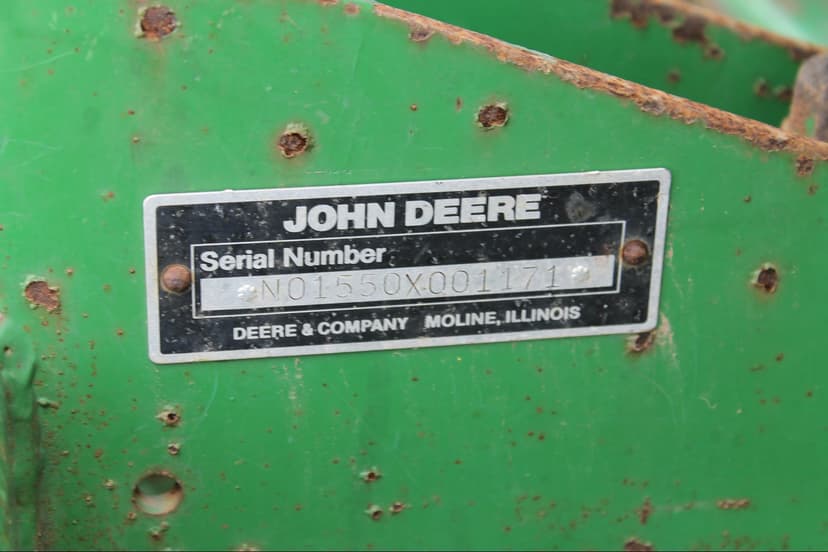 JOHN DEERE
Serial Number
N01550X001171
DEERE & COMPANY MOLINE, ILLINOIS